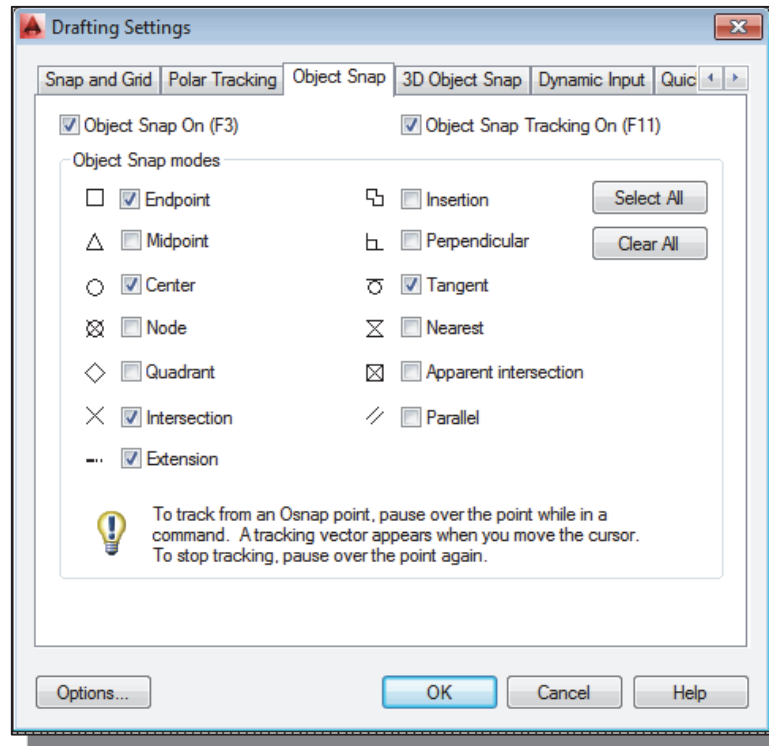 Drafting Settings
Snap and Grid Polar Tracking Object Snap 3D Object Snap Dynamic Input Quic
Object Snap On (F3) Object Snap Tracking On (F11)
Object Snap modes
Endpoint Insertion Select All
Midpoint Perpendicular Clear All
Center Tangent
Node Nearest
Quadrant Apparent intersection
Intersection Parallel
Extension
To track from an Osnap point, pause over the point while in a
command. A tracking vector appears when you move the cursor.
To stop tracking, pause over the point again.
Options... OK Cancel Help